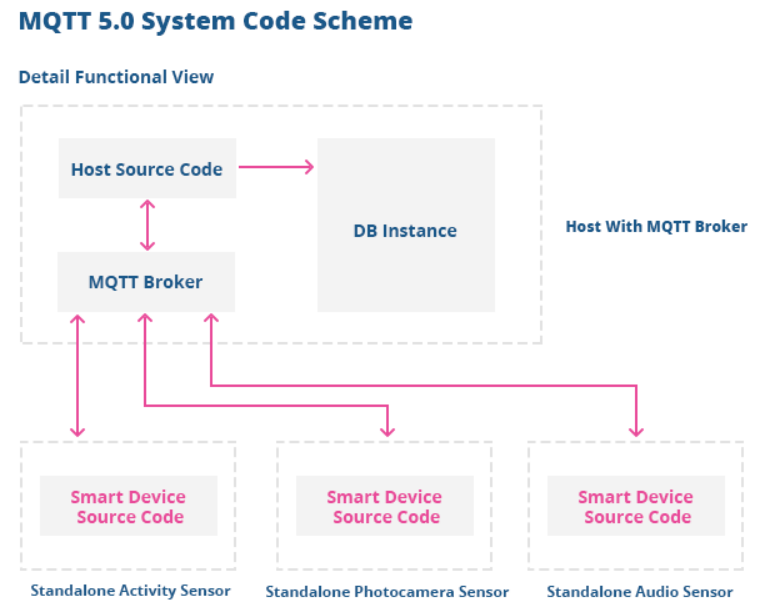 MQTT 5.0 System Code Scheme
Detail Functional View
Host Source Code
DB Instance
Host With MQTT Broker
MQTT Broker
Smart Device
Source Code
Smart Device
Source Code
Smart Device
Source Code
Standalone Activity Sensor
Standalone Photocamera Sensor
Standalone Audio Sensor